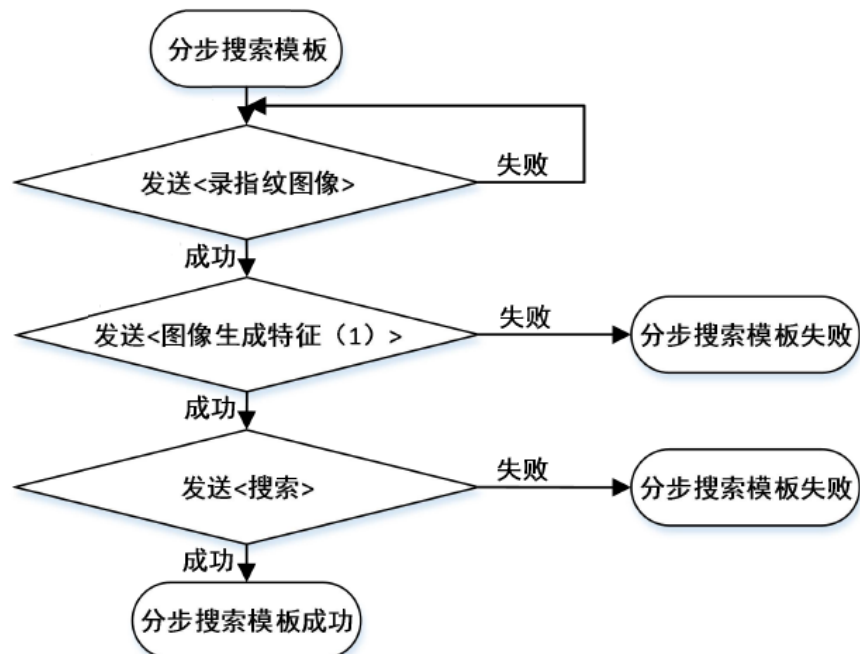 分步搜索模板
发送<录指纹图像>
失败
成功
发送<图像生成特征（1）>
失败
分步搜索模板失败
成功
发送<搜索>
失败
分步搜索模板失败
成功
分步搜索模板成功